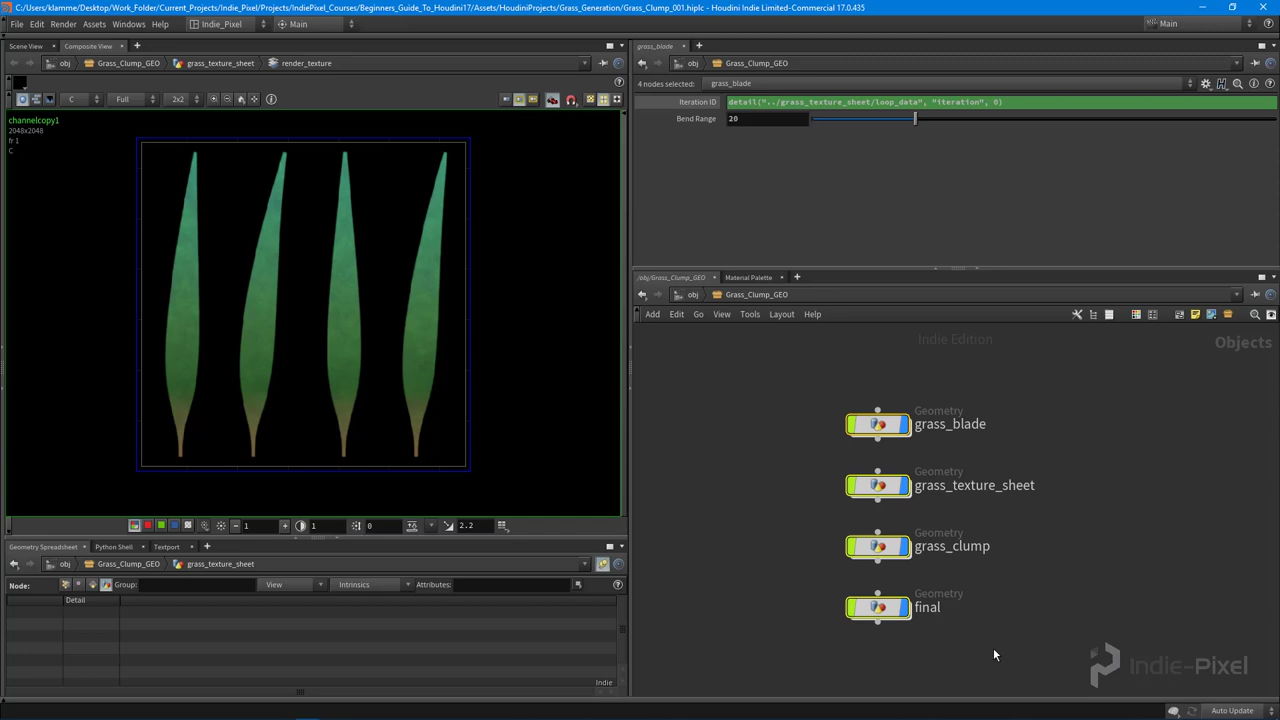 C:/Users/klamme/Desktop/Work_Folder/Current_Projects/Indie_Pixel/Projects/IndiePixel_Courses/Beginners_Guide_To_Houdini17/Assets/HoudiniProjects/Grass_Generation/Grass_Clump_001.hiplc - Houdini Indie Limited-Commercial 17.0.435
File Edit Render Assets Windows Help Indie_Pixel Main Main
Scene View Composite View
obj Grass_Clump_GEO grass_texture_sheet render_texture
C Full 2x2
channelcopy1
2048x2048
fr 1
C
1 1 0 2.2
Geometry Spreadsheet Python Shell Textport
obj Grass_Clump_GEO grass_texture_sheet
Node: Group: View Intrinsics Attributes:
Detail
Indie
grass_blade
obj Grass_Clump_GEO
4 nodes selected: grass_blade
Iteration ID detail("../grass_texture_sheet/loop_data", "iteration", 0)
Bend Range 20
/obj/Grass_Clump_GEO Material Palette
obj Grass_Clump_GEO
Add Edit Go View Tools Layout Help
Indie Edition
Objects
Geometry
grass_blade
Geometry
grass_texture_sheet
Geometry
grass_clump
Geometry
final
Indie-Pixel
Auto Update